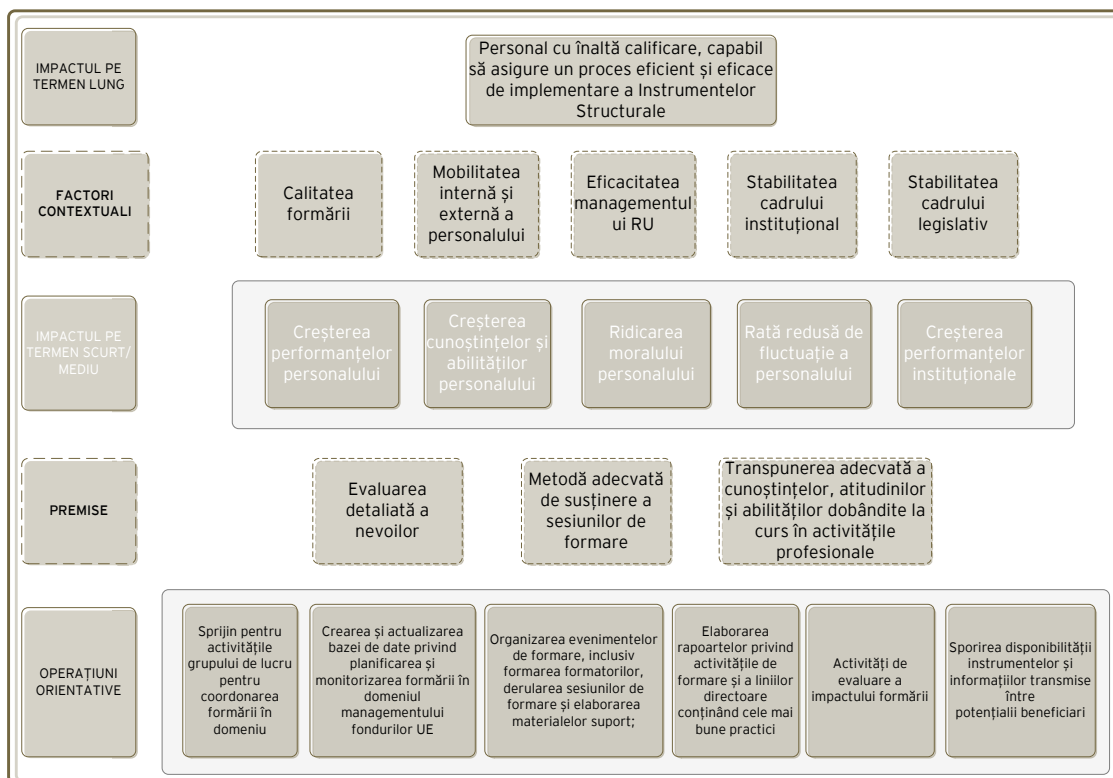 IMPACTUL PE
TERMEN LUNG
Personal cu înaltă calificare, capabil
să asigure un proces eficient și eficace
de implementare a Instrumentelor
Structurale
FACTORI
CONTEXTUALI
Calitatea
formării
Mobilitatea
internă și
externă a
personalului
Eficacitatea
managementul
ui RU
Stabilitatea
cadrului
instituțional
Stabilitatea
cadrului
legislativ
IMPACTUL PE
TERMEN SCURT/
MEDIU
Creșterea
performanțelor
personalului
Creșterea
cunoștințelor și
abilităților
personalului
Ridicarea
moralului
personalului
Rată redusă de
fluctuație a
personalului
Creșterea
performanțelor
instituționale
PREMISE
Evaluarea
detaliată a
nevoilor
Metodă adecvată
de susținere a
sesiunilor de
formare
Transpunerea adecvată a
cunoștințelor, atitudinilor
și abilităților dobândite la
curs în activitățile
profesionale
OPERAȚIUNI
ORIENTATIVE
Sprijin pentru
activitățile
grupului de lucru
pentru
coordonarea
formării în
domeniu
Crearea și actualizarea
bazei de date privind
planificarea și
monitorizarea formării în
domeniul
managementului
fondurilor UE
Organizarea evenimentelor
de formare, inclusiv
formarea formatorilor,
derularea sesiunilor de
formare și elaborarea
materialelor suport;
Elaborarea
rapoartelor privind
activitățile de
formare și a liniilor
directoare
conținând cele mai
bune practici
Activități de
evaluare a
impactului formării
Sporirea disponibilității
instrumentelor și
informațiilor transmise
între
potențialii beneficiari